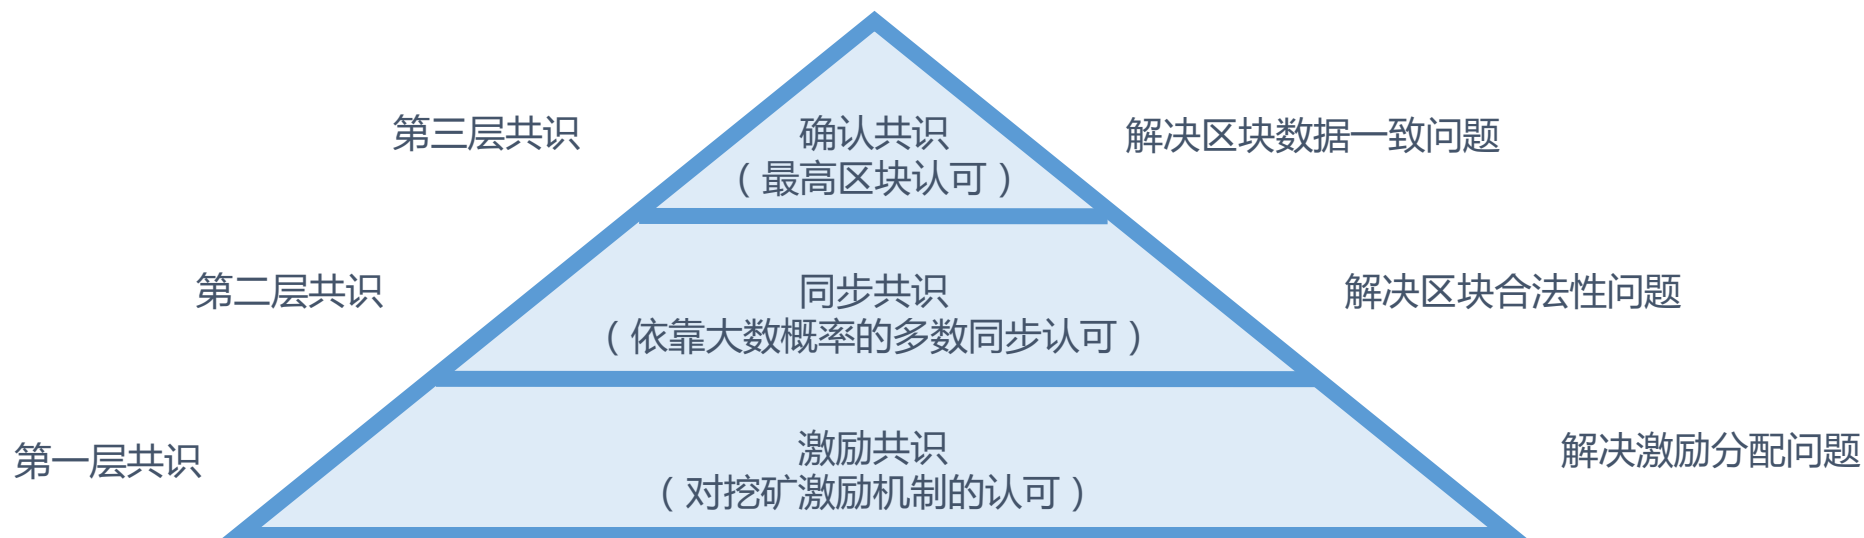 第三层共识
确认共识
（最高区块认可）
解决区块数据一致问题
第二层共识
同步共识
（依靠大数概率的多数同步认可）
解决区块合法性问题
第一层共识
激励共识
（对挖矿激励机制的认可）
解决激励分配问题